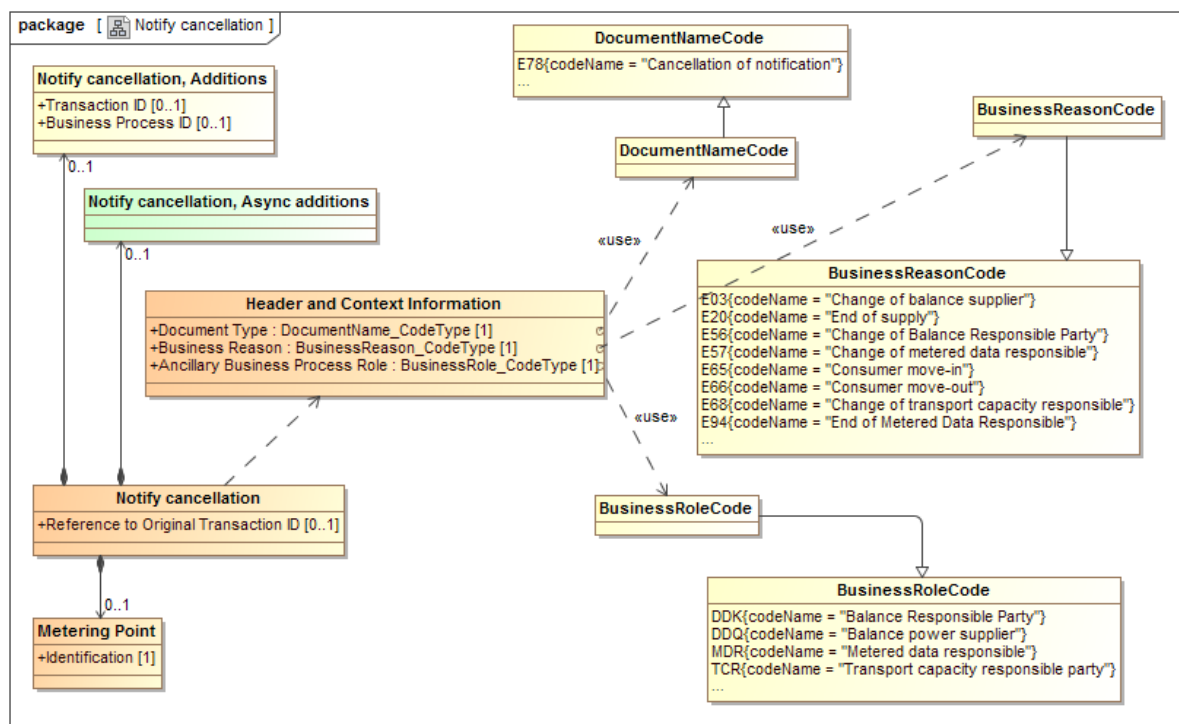 package [ Notify cancellation ]
DocumentNameCode
E78{codeName = "Cancellation of notification"}
...
Notify cancellation, Additions
+Transaction ID [0..1]
+Business Process ID [0..1]
BusinessReasonCode
DocumentNameCode
0..1
Notify cancellation, Async additions
0..1
«use»
«use»
BusinessReasonCode
E03{codeName = "Change of balance supplier"}
E20{codeName = "End of supply"}
E56{codeName = "Change of Balance Responsible Party"}
E57{codeName = "Change of metered data responsible"}
E65{codeName = "Consumer move-in"}
E66{codeName = "Consumer move-out"}
E68{codeName = "Change of transport capacity responsible"}
E94{codeName = "End of Metered Data Responsible"}
...
Header and Context Information
+Document Type : DocumentName_CodeType [1]
+Business Reason : BusinessReason_CodeType [1]
+Ancillary Business Process Role : BusinessRole_CodeType [1]
«use»
Notify cancellation
+Reference to Original Transaction ID [0..1]
BusinessRoleCode
0..1
Metering Point
+Identification [1]
BusinessRoleCode
DDK{codeName = "Balance Responsible Party"}
DDQ{codeName = "Balance power supplier"}
MDR{codeName = "Metered data responsible"}
TCR{codeName = "Transport capacity responsible party"}
...